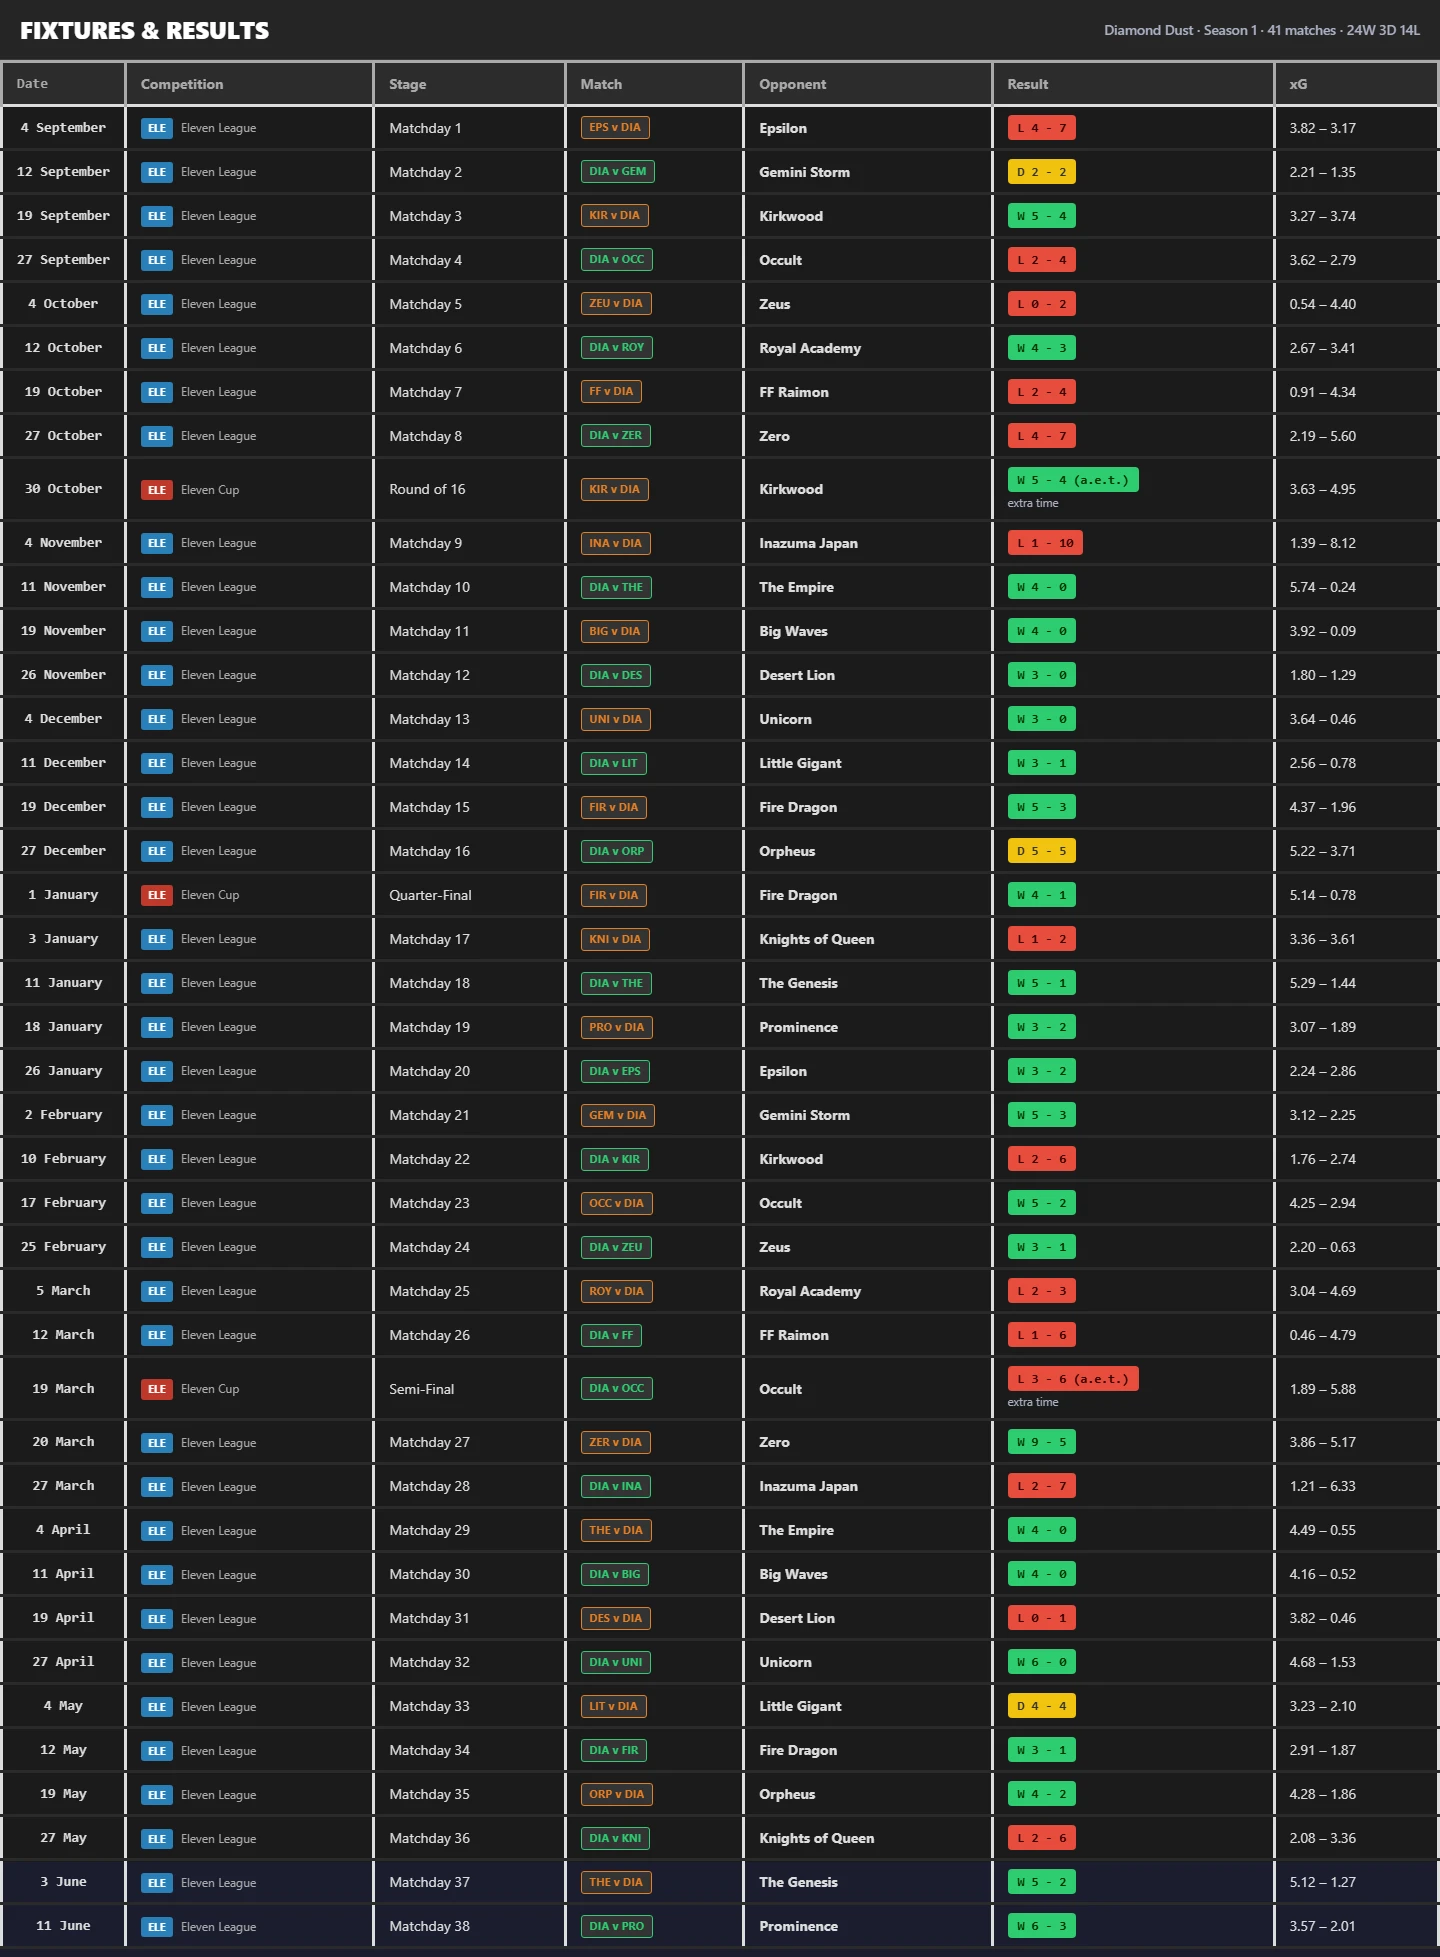 FIXTURES & RESULTS Diamond Dust · Season 1 · 41 matches · 24W 3D 14L
Date Competition Stage Match Opponent Result xG
4 September ELE Eleven League Matchday 1 EPS v DIA Epsilon L 4 - 7 3.82 – 3.17
12 September ELE Eleven League Matchday 2 DIA v GEM Gemini Storm D 2 - 2 2.21 – 1.35
19 September ELE Eleven League Matchday 3 KIR v DIA Kirkwood W 5 - 4 3.27 – 3.74
27 September ELE Eleven League Matchday 4 DIA v OCC Occult L 2 - 4 3.62 – 2.79
4 October ELE Eleven League Matchday 5 ZEU v DIA Zeus L 0 - 2 0.54 – 4.40
12 October ELE Eleven League Matchday 6 DIA v ROY Royal Academy W 4 - 3 2.67 – 3.41
19 October ELE Eleven League Matchday 7 FF v DIA FF Raimon L 2 - 4 0.91 – 4.34
27 October ELE Eleven League Matchday 8 DIA v ZER Zero L 4 - 7 2.19 – 5.60
30 October ELE Eleven Cup Round of 16 KIR v DIA Kirkwood W 5 - 4 (a.e.t.) 3.63 – 4.95
extra time
4 November ELE Eleven League Matchday 9 INA v DIA Inazuma Japan L 1 - 10 1.39 – 8.12
11 November ELE Eleven League Matchday 10 DIA v THE The Empire W 4 - 0 5.74 – 0.24
19 November ELE Eleven League Matchday 11 BIG v DIA Big Waves W 4 - 0 3.92 – 0.09
26 November ELE Eleven League Matchday 12 DIA v DES Desert Lion W 3 - 0 1.80 – 1.29
4 December ELE Eleven League Matchday 13 UNI v DIA Unicorn W 3 - 0 3.64 – 0.46
11 December ELE Eleven League Matchday 14 DIA v LIT Little Gigant W 3 - 1 2.56 – 0.78
19 December ELE Eleven League Matchday 15 FIR v DIA Fire Dragon W 5 - 3 4.37 – 1.96
27 December ELE Eleven League Matchday 16 DIA v ORP Orpheus D 5 - 5 5.22 – 3.71
1 January ELE Eleven Cup Quarter-Final FIR v DIA Fire Dragon W 4 - 1 5.14 – 0.78
3 January ELE Eleven League Matchday 17 KNI v DIA Knights of Queen L 1 - 2 3.36 – 3.61
11 January ELE Eleven League Matchday 18 DIA v THE The Genesis W 5 - 1 5.29 – 1.44
18 January ELE Eleven League Matchday 19 PRO v DIA Prominence W 3 - 2 3.07 – 1.89
26 January ELE Eleven League Matchday 20 DIA v EPS Epsilon W 3 - 2 2.24 – 2.86
2 February ELE Eleven League Matchday 21 GEM v DIA Gemini Storm W 5 - 3 3.12 – 2.25
10 February ELE Eleven League Matchday 22 DIA v KIR Kirkwood L 2 - 6 1.76 – 2.74
17 February ELE Eleven League Matchday 23 OCC v DIA Occult W 5 - 2 4.25 – 2.94
25 February ELE Eleven League Matchday 24 DIA v ZEU Zeus W 3 - 1 2.20 – 0.63
5 March ELE Eleven League Matchday 25 ROY v DIA Royal Academy L 2 - 3 3.04 – 4.69
12 March ELE Eleven League Matchday 26 DIA v FF FF Raimon L 1 - 6 0.46 – 4.79
19 March ELE Eleven Cup Semi-Final DIA v OCC Occult L 3 - 6 (a.e.t.) 1.89 – 5.88
extra time
20 March ELE Eleven League Matchday 27 ZER v DIA Zero W 9 - 5 3.86 – 5.17
27 March ELE Eleven League Matchday 28 DIA v INA Inazuma Japan L 2 - 7 1.21 – 6.33
4 April ELE Eleven League Matchday 29 THE v DIA The Empire W 4 - 0 4.49 – 0.55
11 April ELE Eleven League Matchday 30 DIA v BIG Big Waves W 4 - 0 4.16 – 0.52
19 April ELE Eleven League Matchday 31 DES v DIA Desert Lion L 0 - 1 3.82 – 0.46
27 April ELE Eleven League Matchday 32 DIA v UNI Unicorn W 6 - 0 4.68 – 1.53
4 May ELE Eleven League Matchday 33 LIT v DIA Little Gigant D 4 - 4 3.23 – 2.10
12 May ELE Eleven League Matchday 34 DIA v FIR Fire Dragon W 3 - 1 2.91 – 1.87
19 May ELE Eleven League Matchday 35 ORP v DIA Orpheus W 4 - 2 4.28 – 1.86
27 May ELE Eleven League Matchday 36 DIA v KNI Knights of Queen L 2 - 6 2.08 – 3.36
3 June ELE Eleven League Matchday 37 THE v DIA The Genesis W 5 - 2 5.12 – 1.27
11 June ELE Eleven League Matchday 38 DIA v PRO Prominence W 6 - 3 3.57 – 2.01